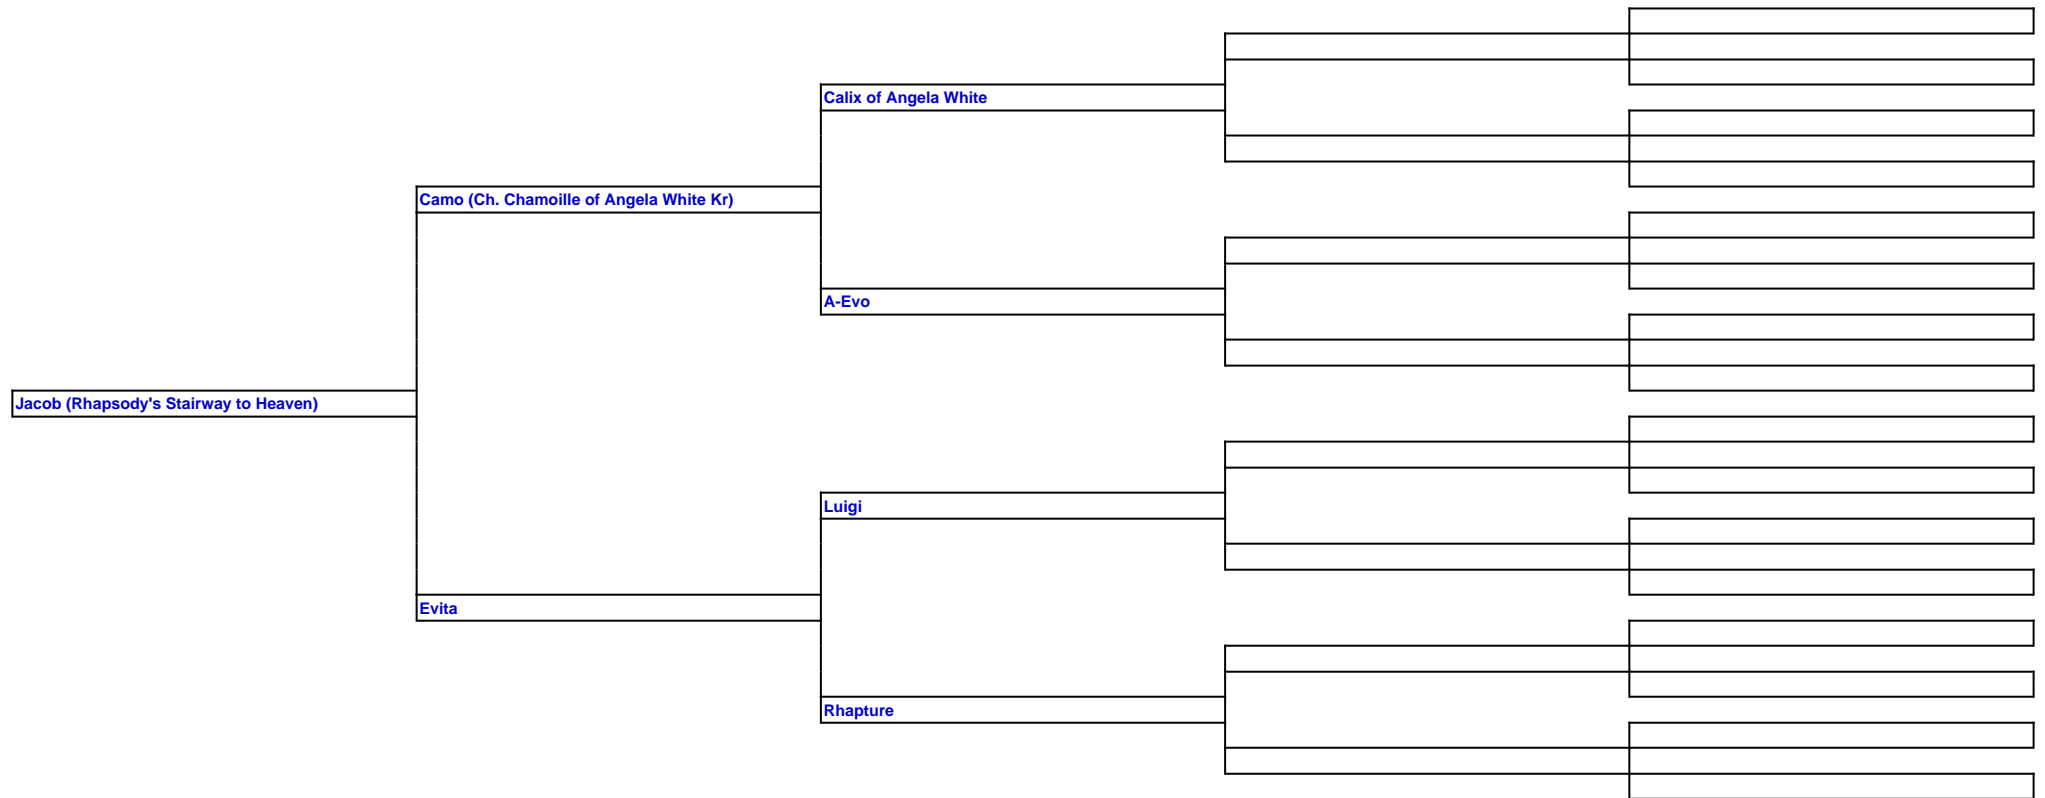 Calix of Angela White
Camo (Ch. Chamoille of Angela White Kr)
A-Evo
Jacob (Rhapsody's Stairway to Heaven)
Luigi
Evita
Rhapture